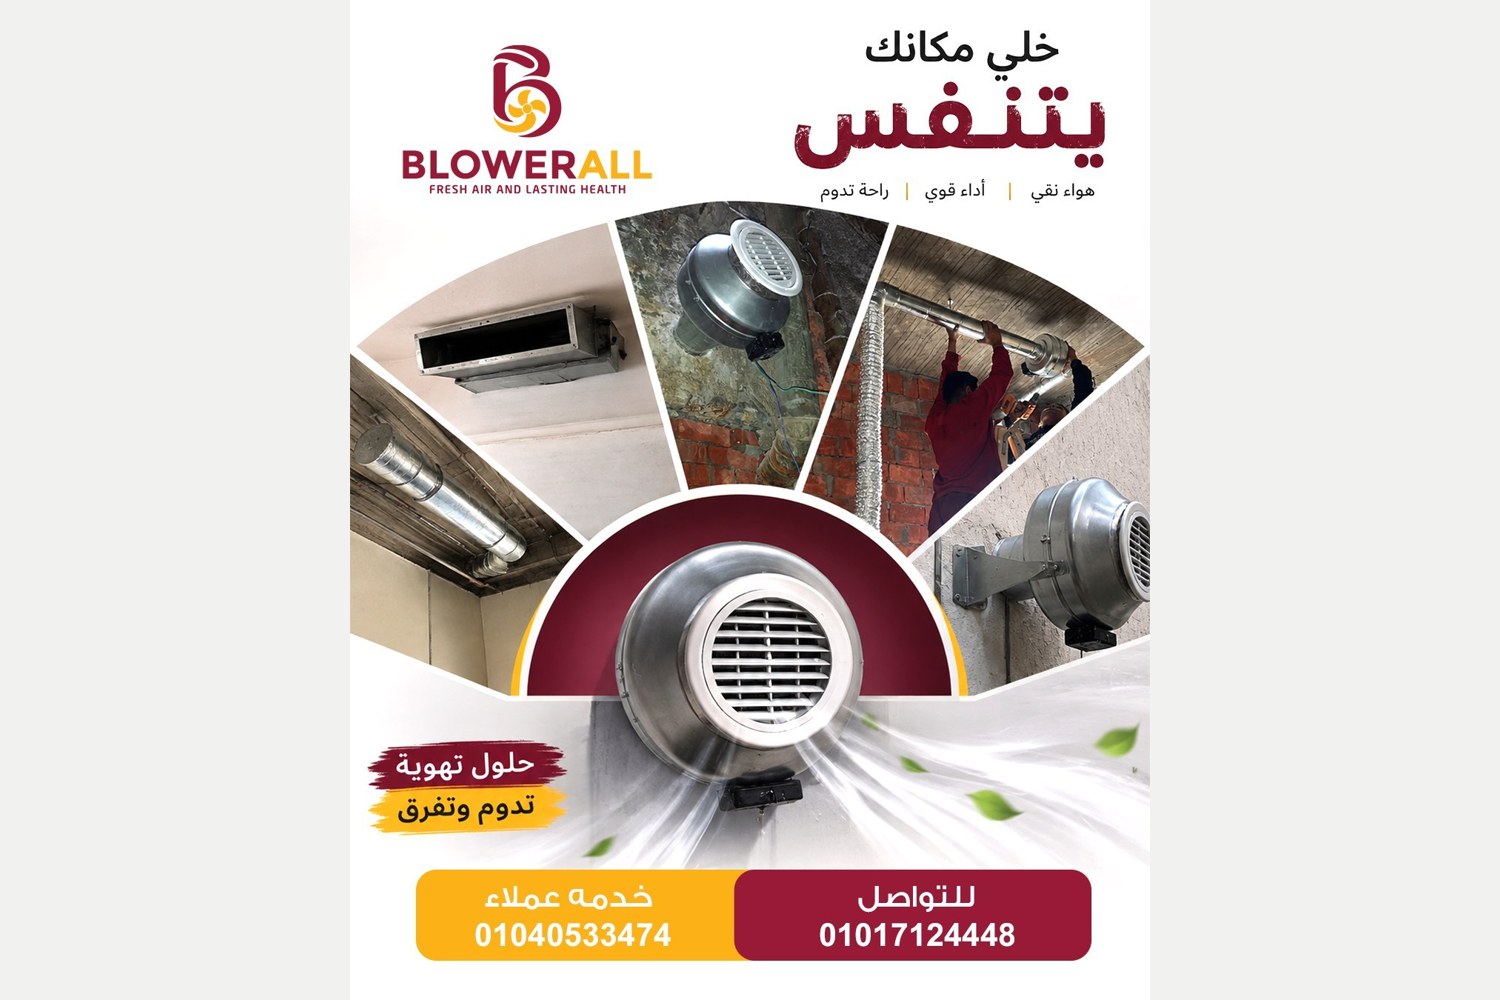 خلي مكانك
يتنفس
هواء نقي | أداء قوي | راحة تدوم
BLOWERALL
FRESH AIR AND LASTING HEALTH
حلول تهوية
تدوم وتفرق
للتواصل
01017124448
خدمه عملاء
01040533474